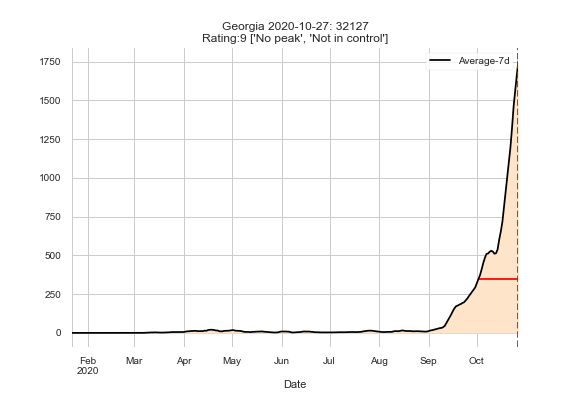 Georgia 2020-10-27: 32127
Rating:9 ['No peak', 'Not in control']
Average-7d
1750
1500
1250
1000
750
500
250
0
Feb Mar Apr May Jun Jul Aug Sep Oct
2020
Date